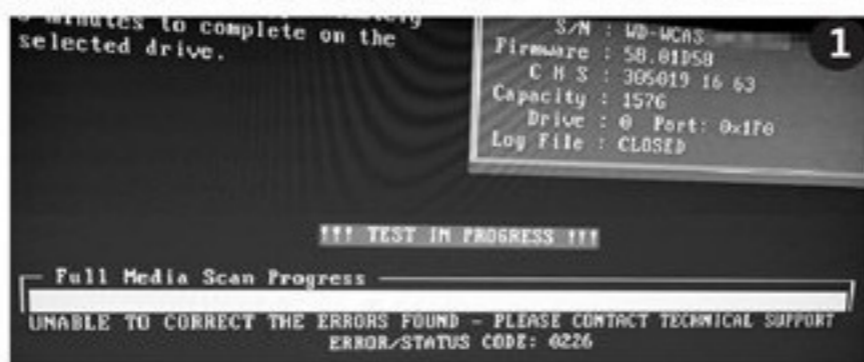 minutes to complete on the
selected drive.
S/N : WD-WCAS
Firmware : 58.01D58
C H S : 305019 16 63
Capacity : 157G
Drive : 0 Port: 0x1F0
Log File : CLOSED
1
!!! TEST IN PROGRESS !!!
Full Media Scan Progress
UNABLE TO CORRECT THE ERRORS FOUND - PLEASE CONTACT TECHNICAL SUPPORT
ERROR/STATUS CODE: 0226